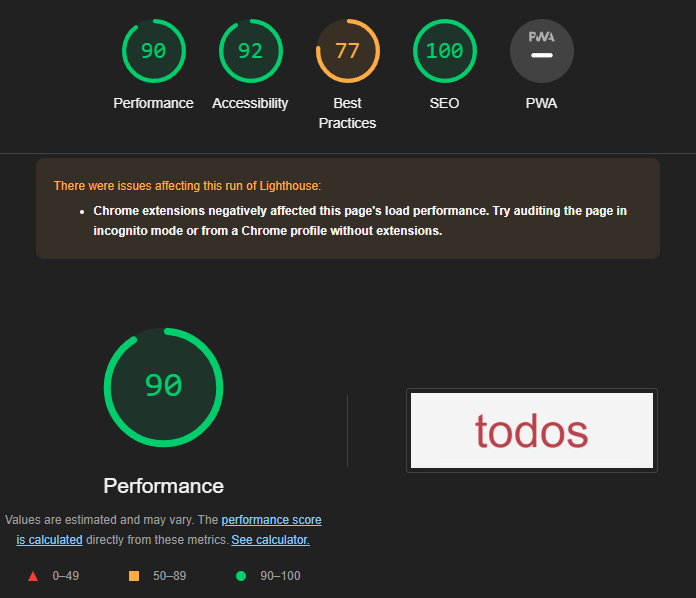 90 92 77 100 PWA
Performance Accessibility Best Practices SEO PWA
There were issues affecting this run of Lighthouse:
• Chrome extensions negatively affected this page's load performance. Try auditing the page in
incognito mode or from a Chrome profile without extensions.
90
todos
Performance
Values are estimated and may vary. The performance score
is calculated directly from these metrics. See calculator.
0–49 50–89 90–100